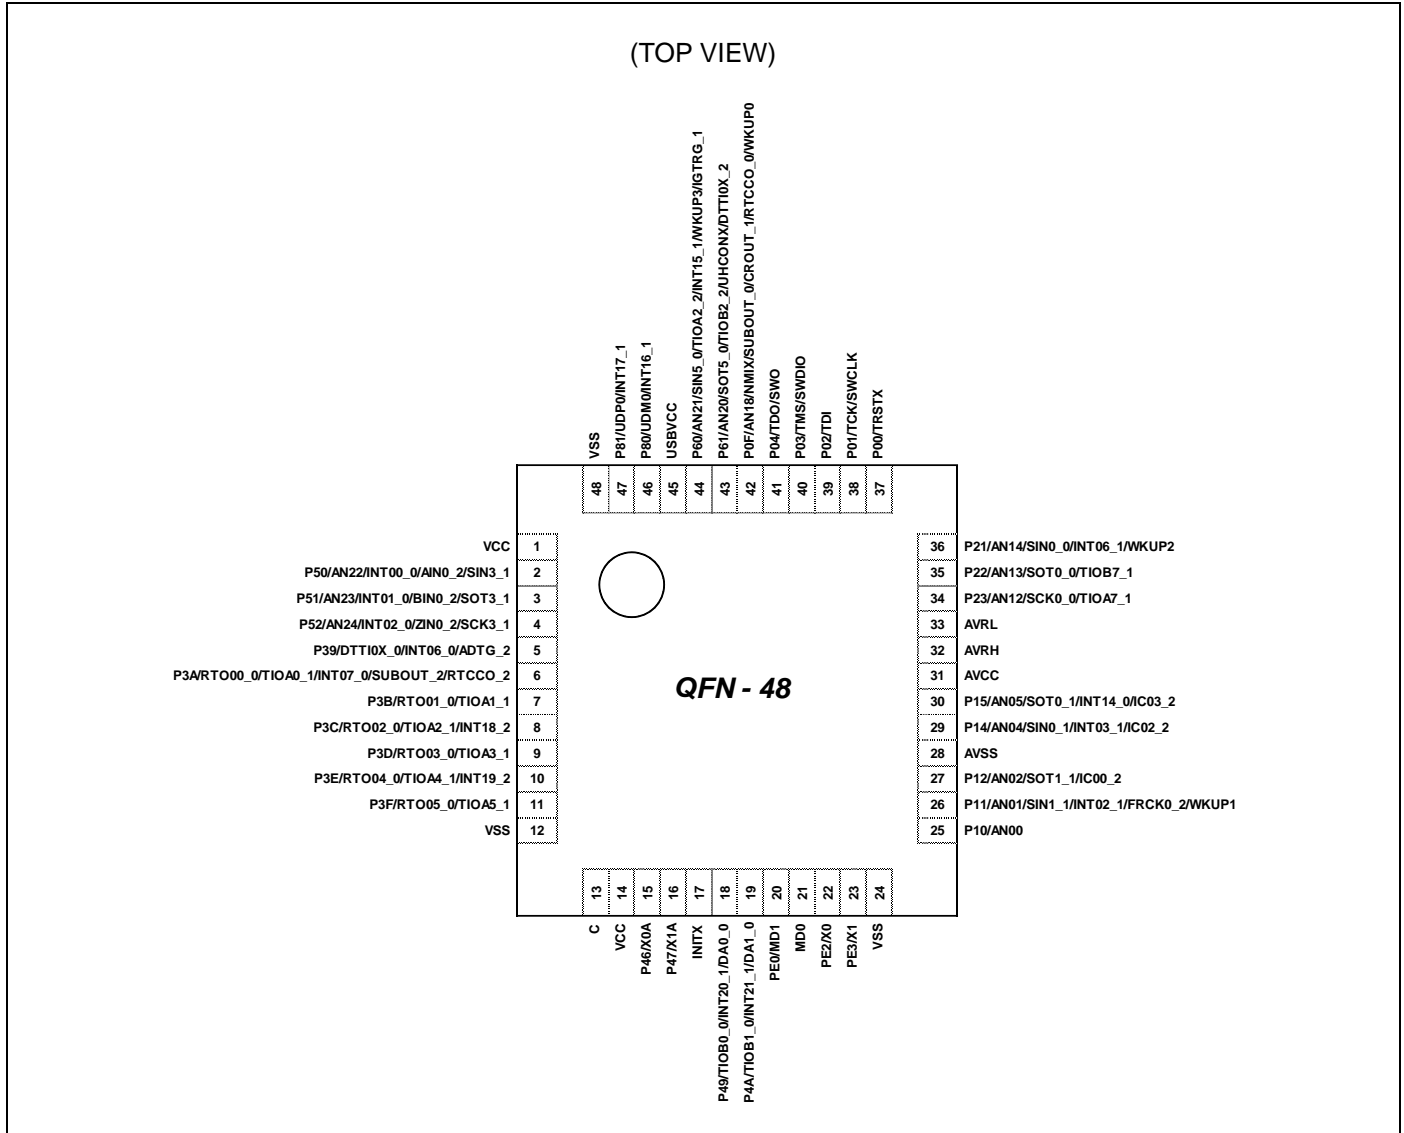 (TOP VIEW)
VSS
P81/UDP0/INT17_1
P80/UDM0/INT16_1
USBVCC
P60/AN21/SIN5_0/TIOA2_2/INT15_1/WKUP3/IGTRG_1
P61/AN20/SOT5_0/TIOB2_2/UHCONX/DTTI0X_2
P0F/AN18/NMIX/SUBOUT_0/CROUT_1/RTCCO_0/WKUP0
P04/TDO/SWO
P03/TMS/SWDIO
P02/TDI
P01/TCK/SWCLK
P00/TRSTX
48
47
46
45
44
43
42
41
40
39
38
37
VCC 1
P50/AN22/INT00_0/AIN0_2/SIN3_1 2
P51/AN23/INT01_0/BIN0_2/SOT3_1 3
P52/AN24/INT02_0/ZIN0_2/SCK3_1 4
P39/DTTI0X_0/INT06_0/ADTG_2 5
P3A/RTO00_0/TIOA0_1/INT07_0/SUBOUT_2/RTCCO_2 6
P3B/RTO01_0/TIOA1_1 7
P3C/RTO02_0/TIOA2_1/INT18_2 8
P3D/RTO03_0/TIOA3_1 9
P3E/RTO04_0/TIOA4_1/INT19_2 10
P3F/RTO05_0/TIOA5_1 11
VSS 12
QFN - 48
36 P21/AN14/SIN0_0/INT06_1/WKUP2
35 P22/AN13/SOT0_0/TIOB7_1
34 P23/AN12/SCK0_0/TIOA7_1
33 AVRL
32 AVRH
31 AVCC
30 P15/AN05/SOT0_1/INT14_0/IC03_2
29 P14/AN04/SIN0_1/INT03_1/IC02_2
28 AVSS
27 P12/AN02/SOT1_1/IC00_2
26 P11/AN01/SIN1_1/INT02_1/FRCK0_2/WKUP1
25 P10/AN00
13
14
15
16
17
18
19
20
21
22
23
24
C
VCC
P46/X0A
P47/X1A
INITX
P49/TIOB0_0/INT20_1/DA0_0
P4A/TIOB1_0/INT21_1/DA1_0
PE0/MD1
MD0
PE2/X0
PE3/X1
VSS